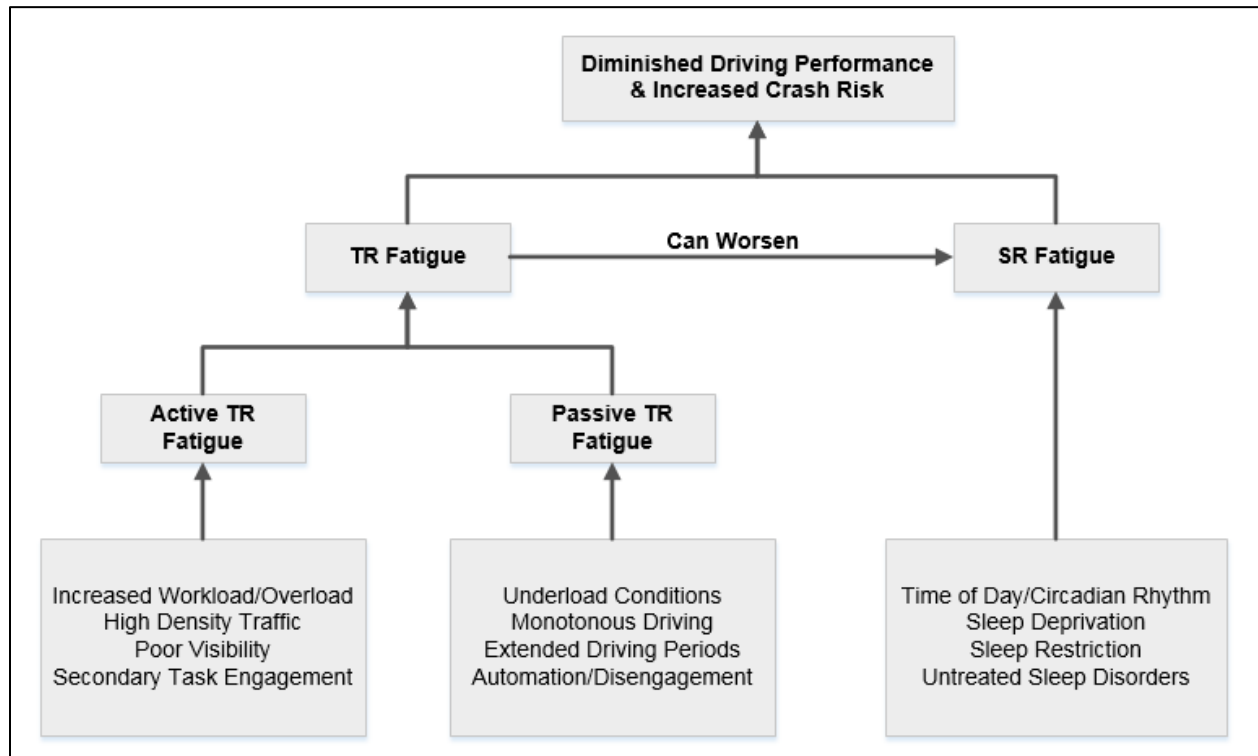 Diminished Driving Performance
& Increased Crash Risk
TR Fatigue
Can Worsen
SR Fatigue
Active TR
Fatigue
Passive TR
Fatigue
Increased Workload/Overload
High Density Traffic
Poor Visibility
Secondary Task Engagement
Underload Conditions
Monotonous Driving
Extended Driving Periods
Automation/Disengagement
Time of Day/Circadian Rhythm
Sleep Deprivation
Sleep Restriction
Untreated Sleep Disorders